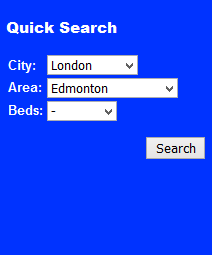 Quick Search
City: London
Area: Edmonton
Beds: -
Search